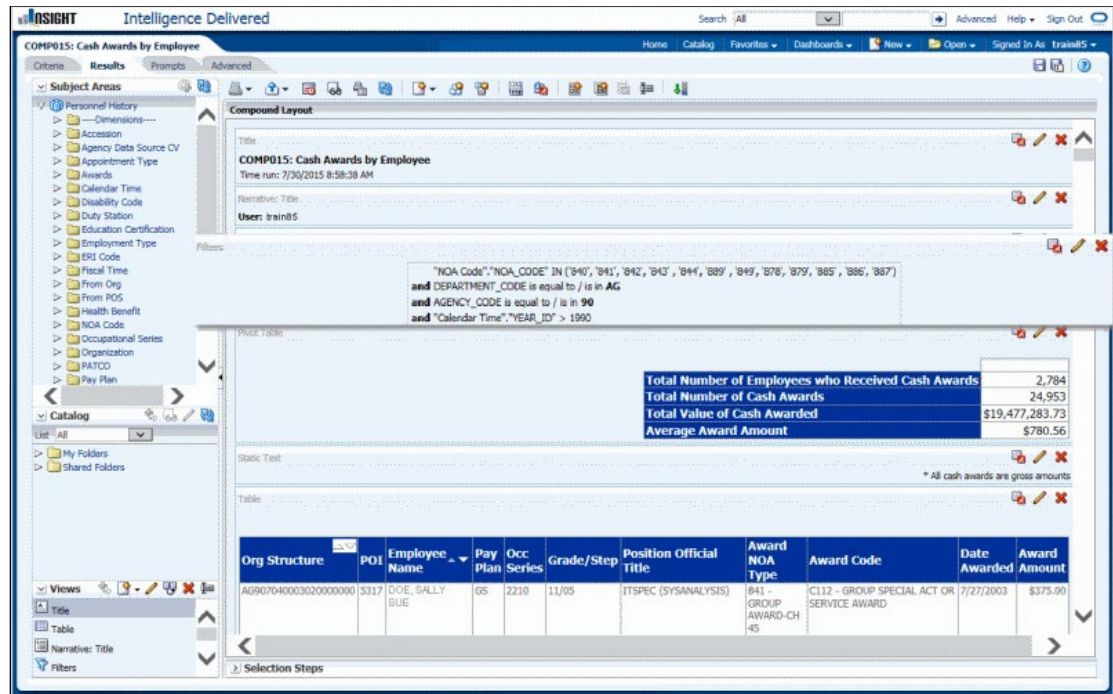 INSIGHT Intelligence Delivered Search All Advanced Help Sign Out
COMP015: Cash Awards by Employee Home Catalog Favorites Dashboards New Open Signed In As train85
Criteria Results Prompts Advanced
Subject Areas
Personnel History
----Dimensions----
Accession
Agency Data Source CV
Appointment Type
Awards
Calendar Time
Disability Code
Duty Station
Education Certification
Employment Type
ERI Code
Fiscal Time
From Org
From POS
Health Benefit
NOA Code
Occupational Series
Organization
PATCO
Pay Plan
Catalog
List All
My Folders
Shared Folders
Views
Title
Table
Narrative: Title
Filters
Compound Layout
Title
COMP015: Cash Awards by Employee
Time run: 7/30/2015 8:58:38 AM
Narrative: Title
User: train85
Filters
"NOA Code"."NOA_CODE" IN ('840', '841', '842', '843' , '844', '889' , '849', '878', '879, '885' , '886', '887')
and DEPARTMENT_CODE is equal to / is in AG
and AGENCY_CODE is equal to / is in 90
and "Calendar Time"."YEAR_ID" > 1990
Pivot Table
Total Number of Employees who Received Cash Awards 2,784
Total Number of Cash Awards 24,953
Total Value of Cash Awarded $19,477,283.73
Average Award Amount $780.56
Static Text
* All cash awards are gross amounts
Table
Org Structure POI Employee Name Pay Plan Occ Series Grade/Step Position Official Title Award NOA Type Award Code Date Awarded Award Amount
AG907040003020000000 5317 DOE, SALLY SUE GS 2210 11/05 ITSPEC (SYSANALYSIS) 841 - GROUP AWARD-CH 45 C112 - GROUP SPECIAL ACT OR SERVICE AWARD 7/27/2003 $375.00
Selection Steps